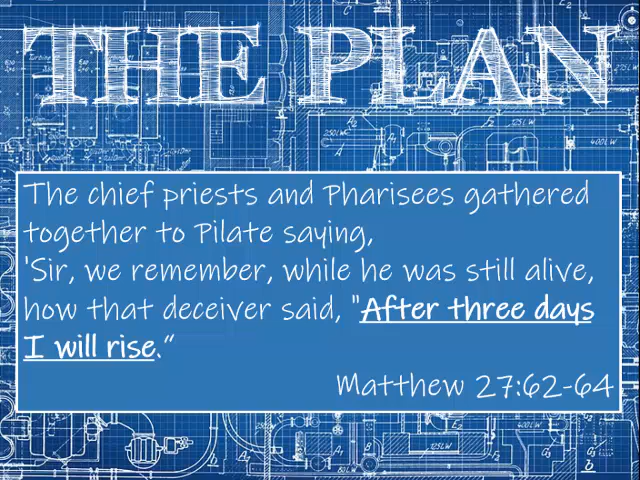 THE PLAN
The chief priests and Pharisees gathered
together to Pilate saying,
'Sir, we remember, while he was still alive,
how that deceiver said, "After three days
I will rise.“
Matthew 27:62-64